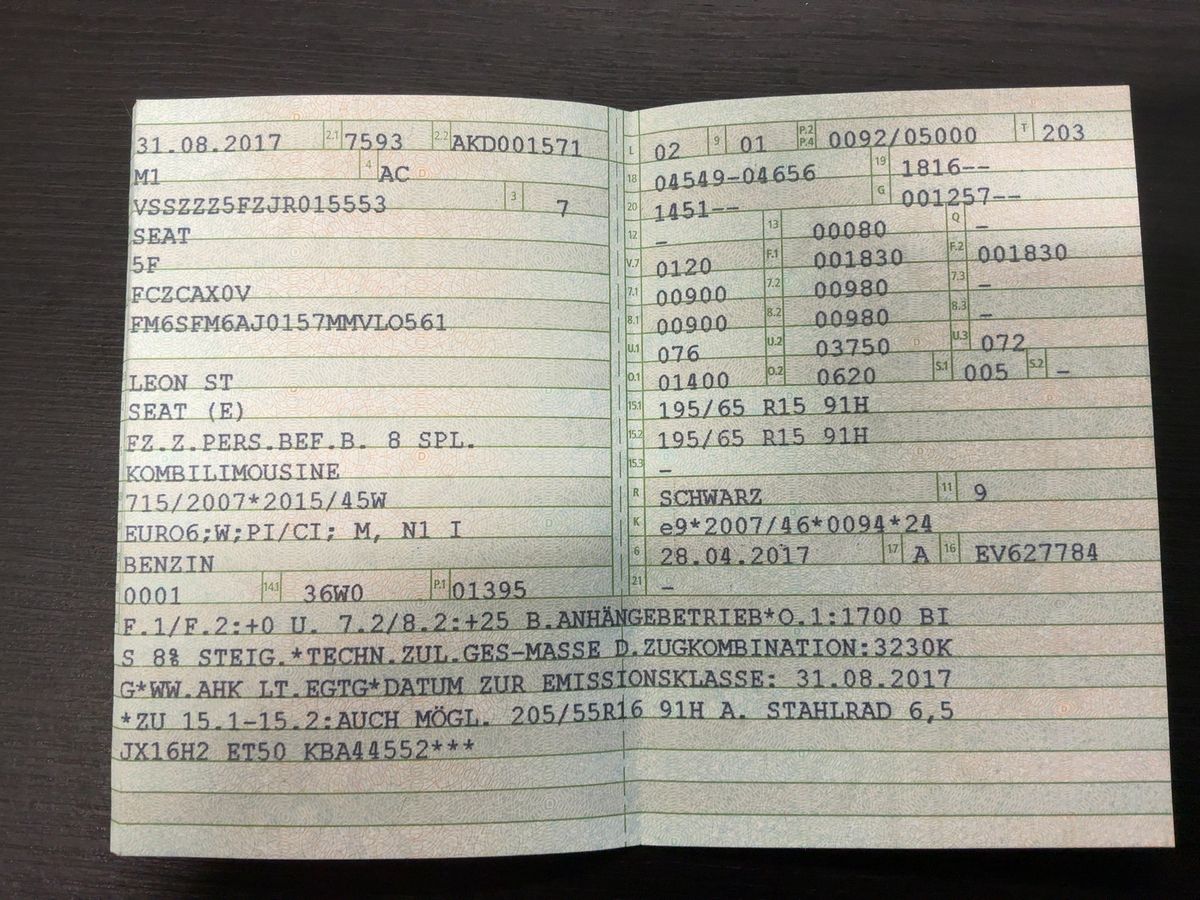 31.08.2017 2.1 7593 2.2 AKD001571
M1 4 AC
VSSZZZ5FZJR015553 3 7
SEAT
5F
FCZCAX0V
FM6SFM6AJ0157MMVLO561
LEON ST
SEAT (E)
FZ.Z.PERS.BEF.B. 8 SPL.
KOMBILIMOUSINE
715/2007*2015/45W
EURO6;W;PI/CI; M, N1 I
BENZIN
0001 14.1 36W0 P.1 01395
L 02 9 01 P.2 P.4 0092/05000 T 203
18 04549-04656 19 1816--
20 1451-- G 001257--
12 - 13 00080 Q -
V.7 0120 F.1 001830 F.2 001830
7.1 00900 7.2 00980 7.3 -
8.1 00900 8.2 00980 8.3 -
U.1 076 U.2 03750 U.3 072
O.1 01400 O.2 0620 S.1 005 S.2 -
15.1 195/65 R15 91H
15.2 195/65 R15 91H
15.3 -
R SCHWARZ 11 9
K e9*2007/46*0094*24
6 28.04.2017 17 A 16 EV627784
21 -
F.1/F.2:+0 U. 7.2/8.2:+25 B.ANHÄNGEBETRIEB*O.1:1700 BI
S 8% STEIG.*TECHN.ZUL.GES-MASSE D.ZUGKOMBINATION:3230K
G*WW.AHK LT.EGTG*DATUM ZUR EMISSIONSKLASSE: 31.08.2017
*ZU 15.1-15.2:AUCH MÖGL. 205/55R16 91H A. STAHLRAD 6,5
JX16H2 ET50 KBA44552***